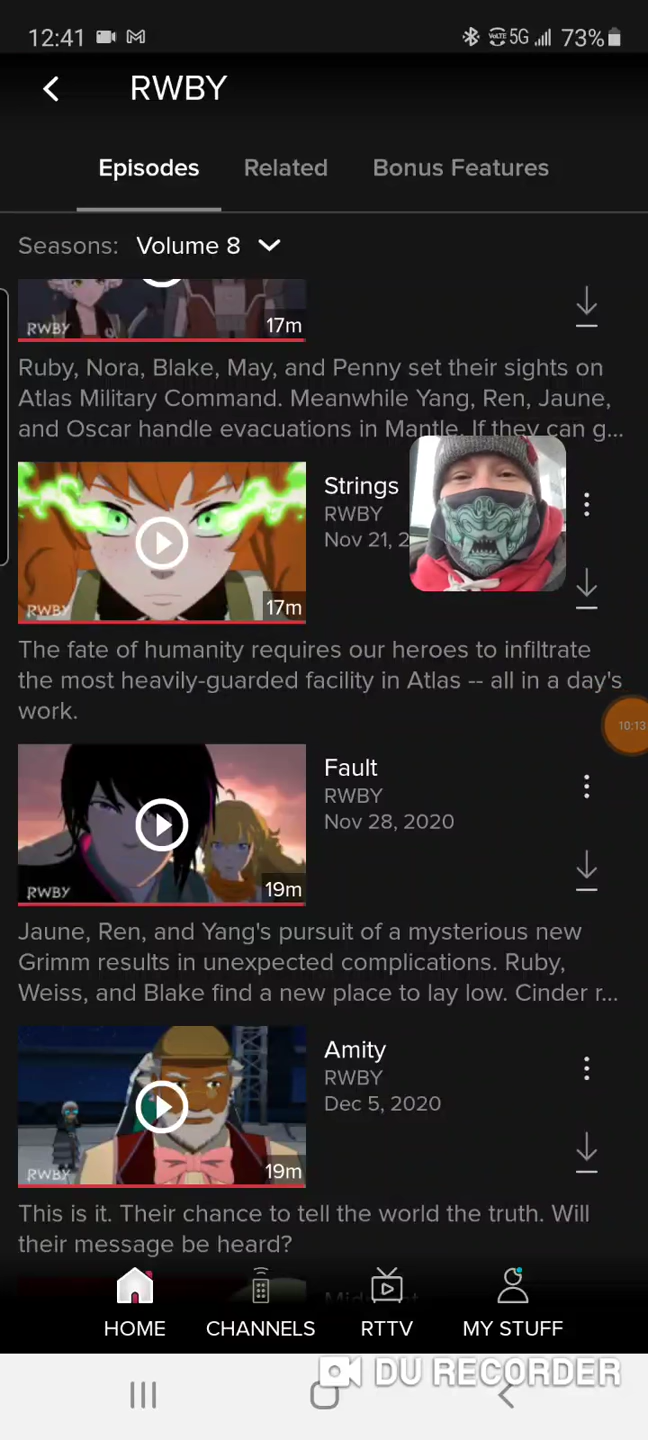 12:41
VoLTE 5G 73%
RWBY
Episodes Related Bonus Features
Seasons: Volume 8
RWBY 17m
Ruby, Nora, Blake, May, and Penny set their sights on
Atlas Military Command. Meanwhile Yang, Ren, Jaune,
and Oscar handle evacuations in Mantle. If they can g...
Strings
RWBY
Nov 21, 2
RWBY 17m
The fate of humanity requires our heroes to infiltrate
the most heavily-guarded facility in Atlas -- all in a day's
work.
10:13
Fault
RWBY
Nov 28, 2020
RWBY 19m
Jaune, Ren, and Yang's pursuit of a mysterious new
Grimm results in unexpected complications. Ruby,
Weiss, and Blake find a new place to lay low. Cinder r...
Amity
RWBY
Dec 5, 2020
RWBY 19m
This is it. Their chance to tell the world the truth. Will
their message be heard?
HOME CHANNELS RTTV MY STUFF
DU RECORDER